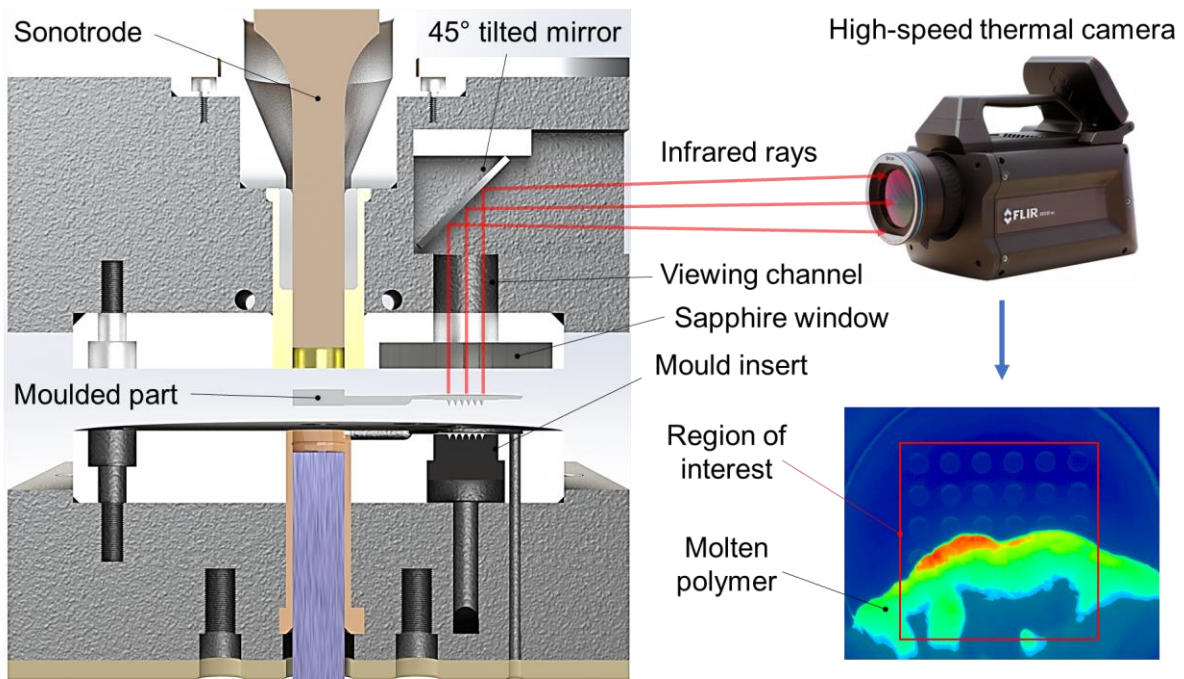 Sonotrode
45° tilted mirror
High-speed thermal camera
Infrared rays
FLIR
Viewing channel
Sapphire window
Mould insert
Moulded part
Region of
interest
Molten
polymer